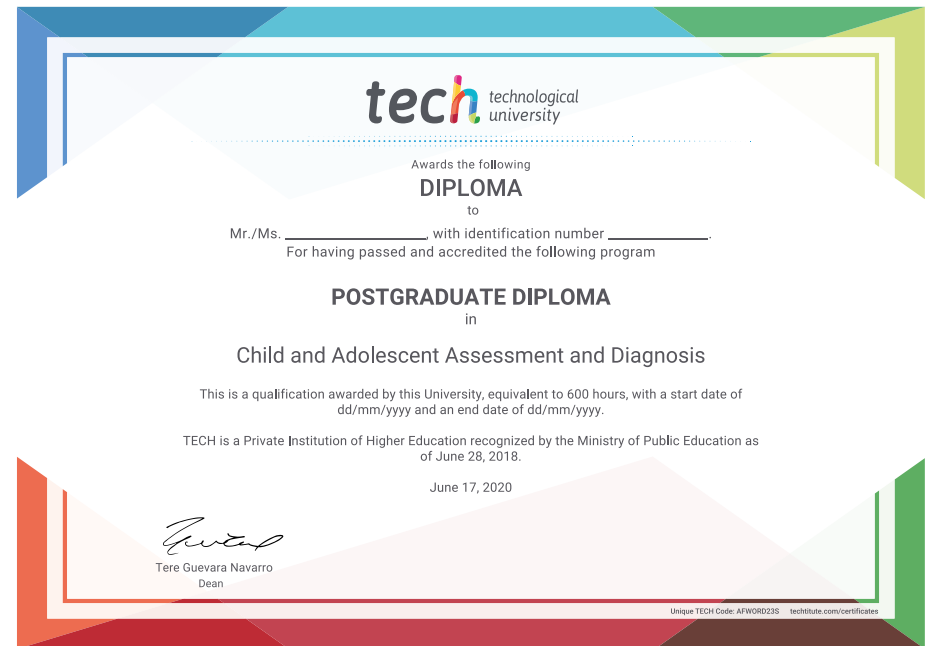 tech technological
university
Awards the following
DIPLOMA
to
Mr./Ms. ____________________, with identification number ______________.
For having passed and accredited the following program
POSTGRADUATE DIPLOMA
in
Child and Adolescent Assessment and Diagnosis
This is a qualification awarded by this University, equivalent to 600 hours, with a start date of
dd/mm/yyyy and an end date of dd/mm/yyyy.
TECH is a Private Institution of Higher Education recognized by the Ministry of Public Education as
of June 28, 2018.
June 17, 2020
Tere Guevara Navarro
Dean
Unique TECH Code: AFWORD23S techtitute.com/certificates